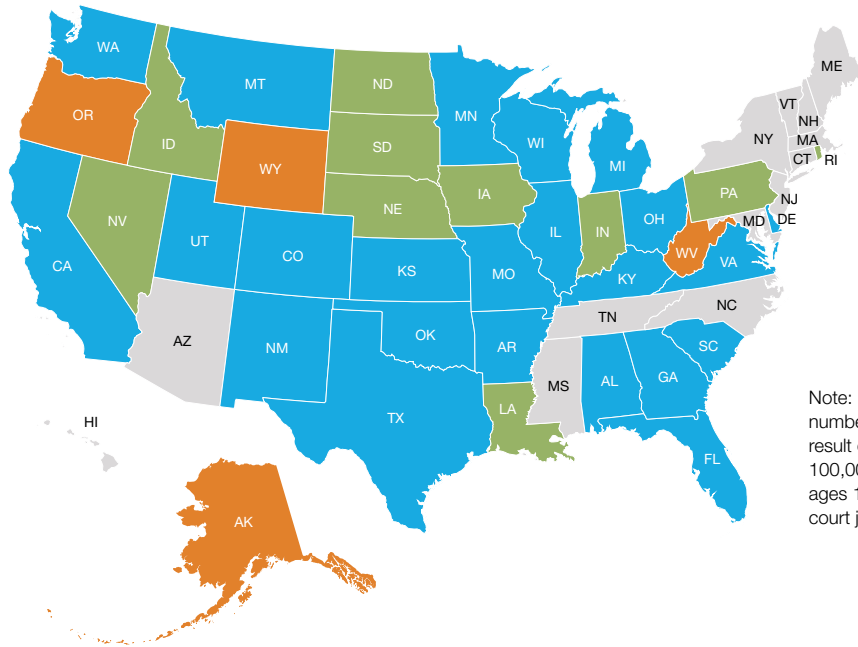 WA
MT
ND
MN
ME
VT
NH
OR
ID
WY
SD
WI
MI
NY
MA
CT
RI
IA
NE
PA
NJ
NV
UT
CO
IL
IN
OH
MD
DE
CA
KS
MO
WV
VA
KY
AZ
NM
OK
AR
TN
NC
SC
MS
AL
GA
TX
LA
FL
HI
AK
Note:
numbe
result
100,00
ages 1
court j